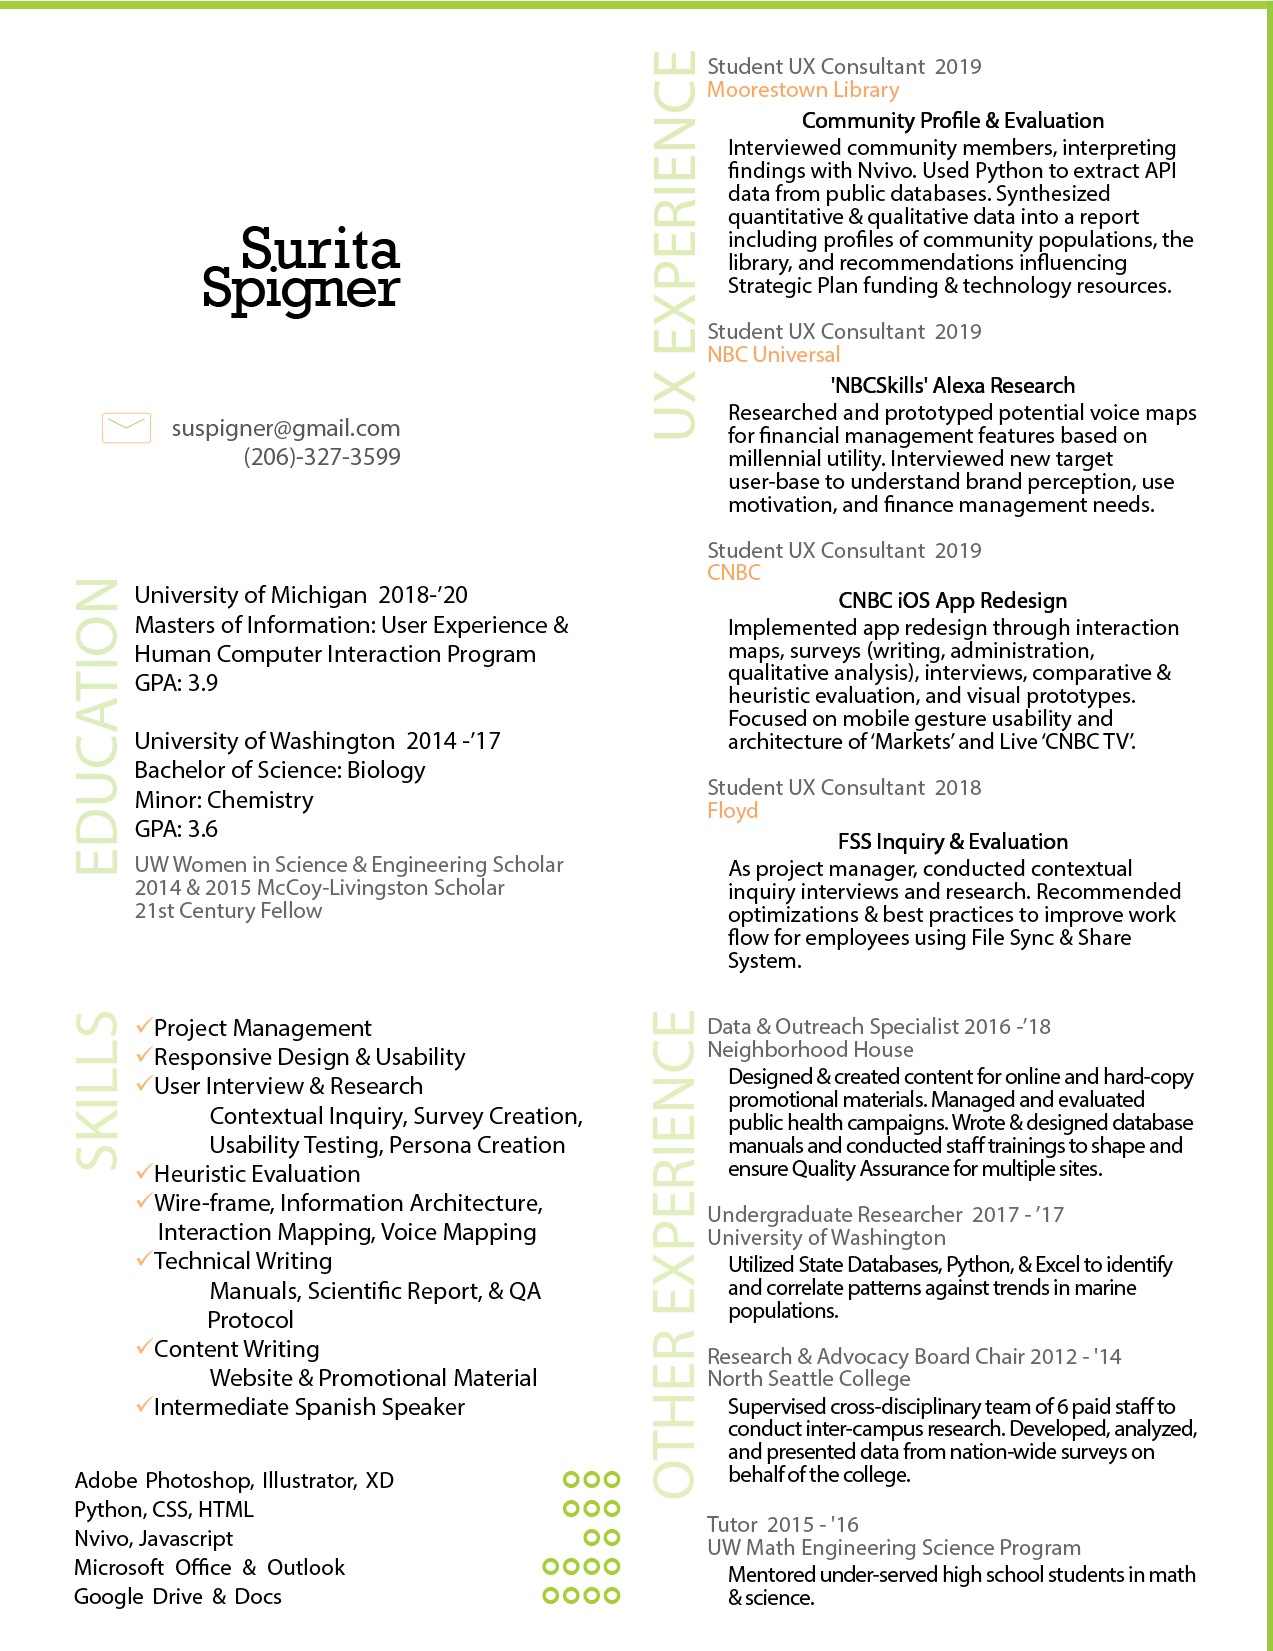 Surita
Spigner
suspigner@gmail.com
(206)-327-3599
EDUCATION
University of Michigan  2018-’20
Masters of Information: User Experience &
Human Computer Interaction Program
GPA: 3.9
University of Washington  2014 -’17
Bachelor of Science: Biology
Minor: Chemistry
GPA: 3.6
UW Women in Science & Engineering Scholar
2014 & 2015 McCoy-Livingston Scholar
21st Century Fellow
SKILLS
Project Management
Responsive Design & Usability
User Interview & Research
Contextual Inquiry, Survey Creation,
Usability Testing, Persona Creation
Heuristic Evaluation
Wire-frame, Information Architecture,
Interaction Mapping, Voice Mapping
Technical Writing
Manuals, Scientific Report, & QA
Protocol
Content Writing
Website & Promotional Material
Intermediate Spanish Speaker
Adobe Photoshop, Illustrator, XD
Python, CSS, HTML
Nvivo, Javascript
Microsoft Office & Outlook
Google Drive & Docs
UX EXPERIENCE
Student UX Consultant  2019
Moorestown Library
Community Profile & Evaluation
Interviewed community members, interpreting
findings with Nvivo. Used Python to extract API
data from public databases. Synthesized
quantitative & qualitative data into a report
including profiles of community populations, the
library, and recommendations influencing
Strategic Plan funding & technology resources.
Student UX Consultant  2019
NBC Universal
'NBCSkills' Alexa Research
Researched and prototyped potential voice maps
for financial management features based on
millennial utility. Interviewed new target
user-base to understand brand perception, use
motivation, and finance management needs.
Student UX Consultant  2019
CNBC
CNBC iOS App Redesign
Implemented app redesign through interaction
maps, surveys (writing, administration,
qualitative analysis), interviews, comparative &
heuristic evaluation, and visual prototypes.
Focused on mobile gesture usability and
architecture of ‘Markets’ and Live ‘CNBC TV’.
Student UX Consultant  2018
Floyd
FSS Inquiry & Evaluation
As project manager, conducted contextual
inquiry interviews and research. Recommended
optimizations & best practices to improve work
flow for employees using File Sync & Share
System.
OTHER EXPERIENCE
Data & Outreach Specialist 2016 -’18
Neighborhood House
Designed & created content for online and hard-copy
promotional materials. Managed and evaluated
public health campaigns. Wrote & designed database
manuals and conducted staff trainings to shape and
ensure Quality Assurance for multiple sites.
Undergraduate Researcher  2017 - ’17
University of Washington
Utilized State Databases, Python, & Excel to identify
and correlate patterns against trends in marine
populations.
Research & Advocacy Board Chair 2012 - '14
North Seattle College
Supervised cross-disciplinary team of 6 paid staff to
conduct inter-campus research. Developed, analyzed,
and presented data from nation-wide surveys on
behalf of the college.
Tutor  2015 - '16
UW Math Engineering Science Program
Mentored under-served high school students in math
& science.